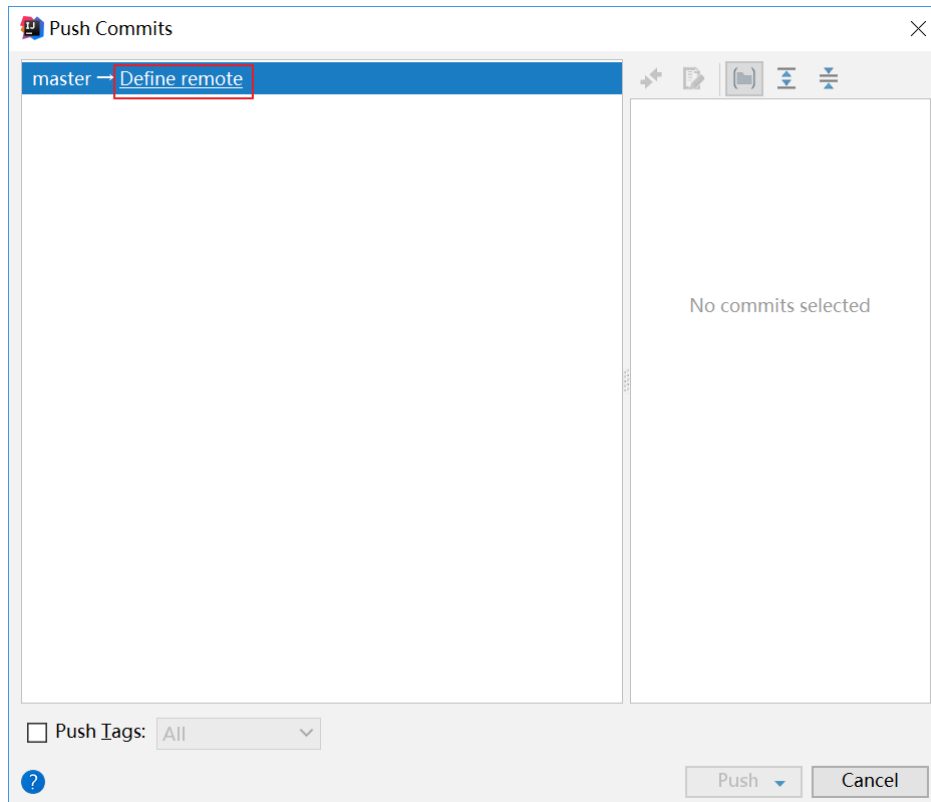 Push Commits
master → Define remote
No commits selected
Push Tags: All
?
Push
Cancel